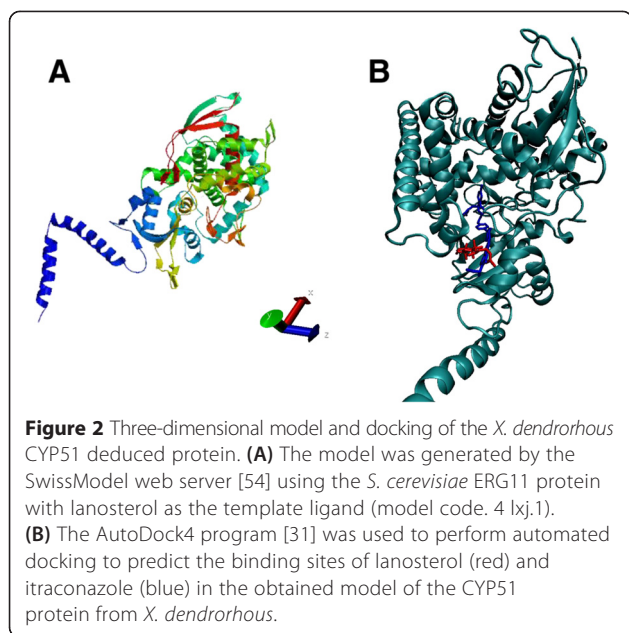 A
B
x
z
Figure 2 Three-dimensional model and docking of the X. dendrorhous
CYP51 deduced protein. (A) The model was generated by the
SwissModel web server [54] using the S. cerevisiae ERG11 protein
with lanosterol as the template ligand (model code. 4 lxj.1).
(B) The AutoDock4 program [31] was used to perform automated
docking to predict the binding sites of lanosterol (red) and
itraconazole (blue) in the obtained model of the CYP51
protein from X. dendrorhous.